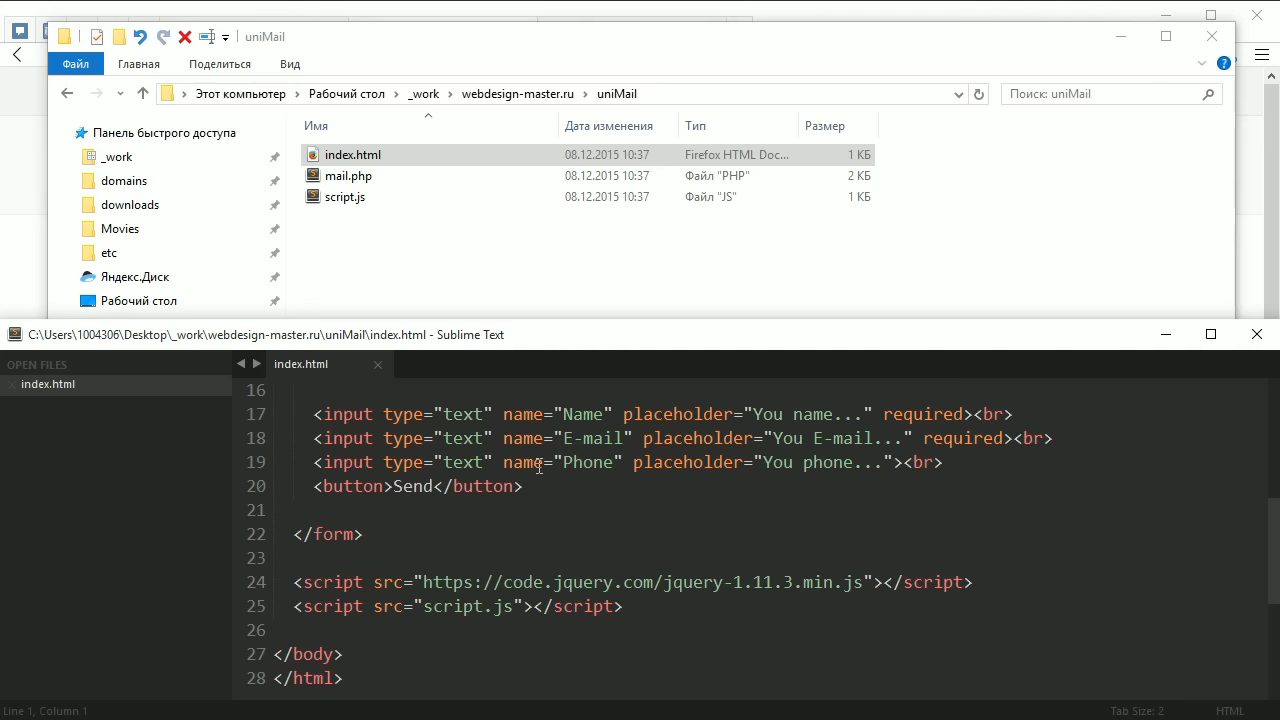 uniMail
Файл Главная Поделиться Вид
Этот компьютер Рабочий стол _work webdesign-master.ru uniMail Поиск: uniMail
Панель быстрого доступа
_work
domains
downloads
Movies
etc
Яндекс.Диск
Рабочий стол
Имя Дата изменения Тип Размер
index.html 08.12.2015 10:37 Firefox HTML Doc... 1 КБ
mail.php 08.12.2015 10:37 Файл "PHP" 2 КБ
script.js 08.12.2015 10:37 Файл "JS" 1 КБ
C:\Users\1004306\Desktop\_work\webdesign-master.ru\uniMail\index.html - Sublime Text
OPEN FILES
index.html
index.html
16
17 <input type="text" name="Name" placeholder="You name..." required><br>
18 <input type="text" name="E-mail" placeholder="You E-mail..." required><br>
19 <input type="text" name="Phone" placeholder="You phone..."><br>
20 <button>Send</button>
21
22 </form>
23
24 <script src="https://code.jquery.com/jquery-1.11.3.min.js"></script>
25 <script src="script.js"></script>
26
27 </body>
28 </html>
Line 1, Column 1 Tab Size: 2 HTML